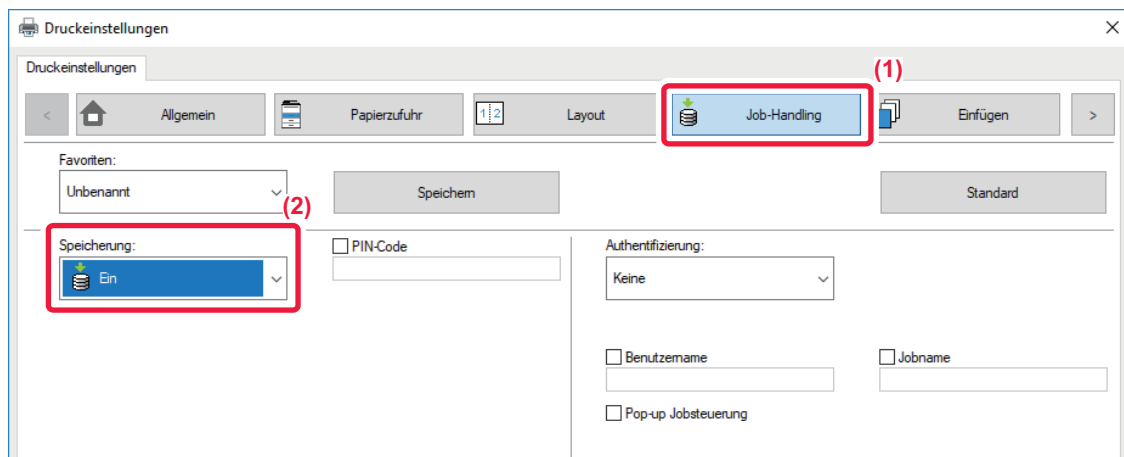 Druckeinstellungen
Druckeinstellungen
(1)
< Allgemein Papierzufuhr 1 2 Layout Job-Handling Einfügen >
Favoriten:
Unbenannt Speichern Standard
(2)
Speicherung: PIN-Code Authentifizierung:
Ein Keine
Benutzername Jobname
Pop-up Jobsteuerung